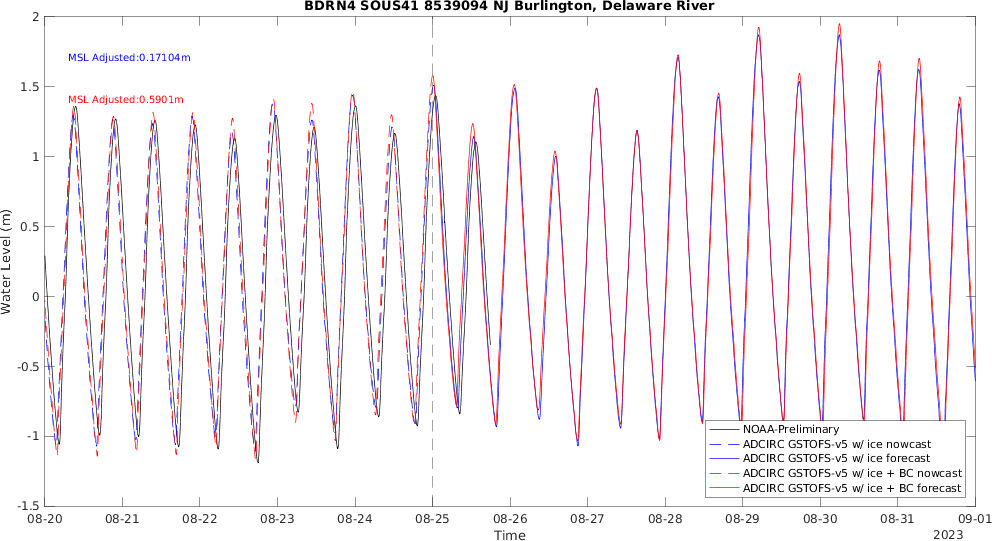 BDRN4 SOUS41 8539094 NJ Burlington, Delaware River
MSL Adjusted:0.17104m
MSL Adjusted:0.5901m
Water Level (m)
2
1.5
1
0.5
0
-0.5
-1
-1.5
NOAA-Preliminary
ADCIRC GSTOFS-v5 w/ ice nowcast
ADCIRC GSTOFS-v5 w/ ice forecast
ADCIRC GSTOFS-v5 w/ ice + BC nowcast
ADCIRC GSTOFS-v5 w/ ice + BC forecast
08-20 08-21 08-22 08-23 08-24 08-25 08-26 08-27 08-28 08-29 08-30 08-31 09-01
Time
2023